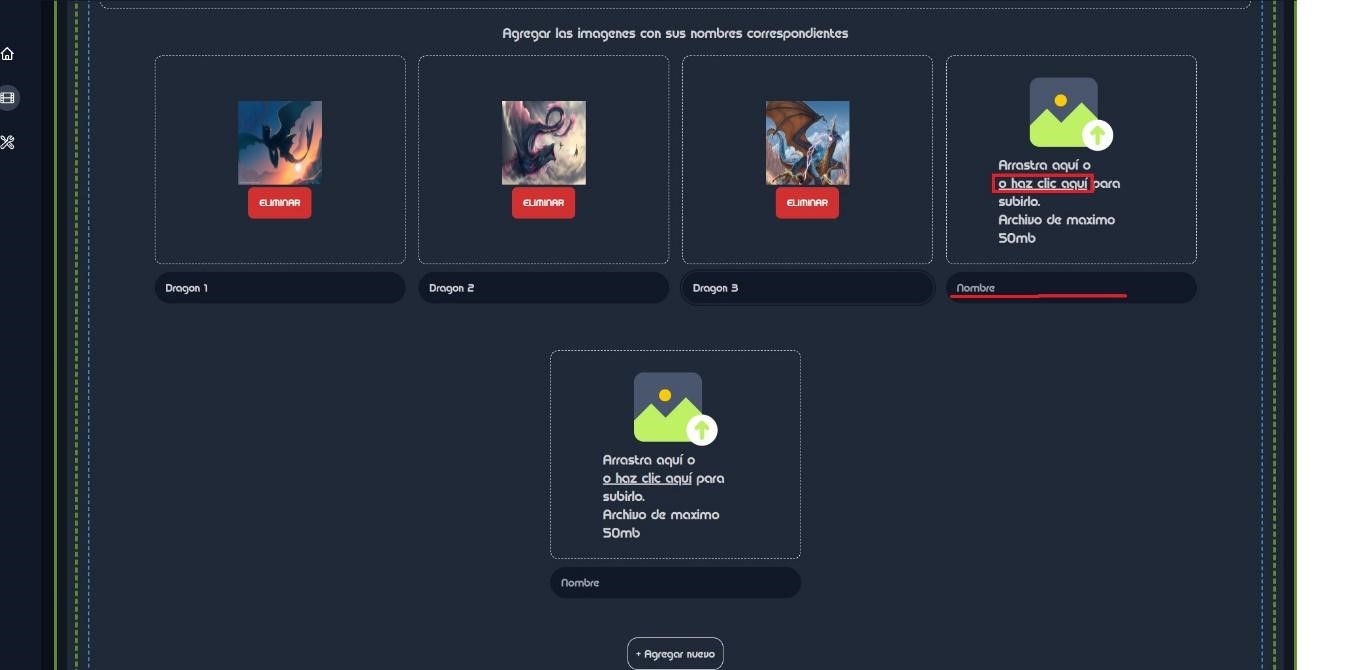 Agregar las imagenes con sus nombres correspondientes
ELIMINAR
ELIMINAR
ELIMINAR
Arrastra aquí o
o haz clic aquí para
subirlo.
Archivo de maximo
50mb
Dragon 1
Dragon 2
Dragon 3
Nombre
Arrastra aquí o
o haz clic aquí para
subirlo.
Archivo de maximo
50mb
Nombre
+ Agregar nuevo